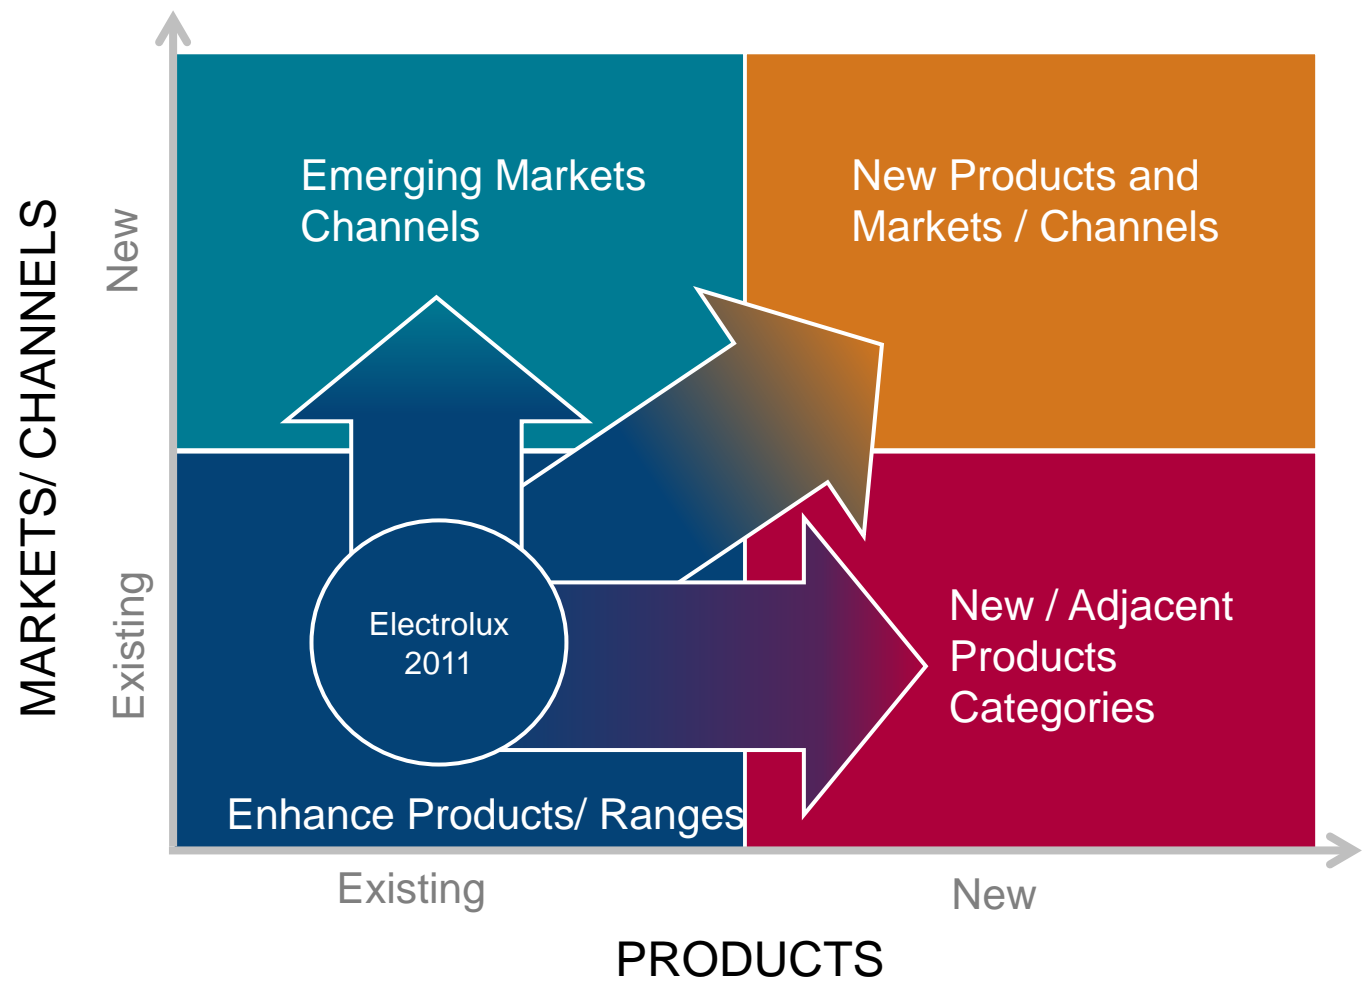 MARKETS/ CHANNELS
New
Existing
Emerging Markets
Channels
New Products and
Markets / Channels
Electrolux
2011
Enhance Products/ Ranges
New / Adjacent
Products
Categories
Existing
New
PRODUCTS